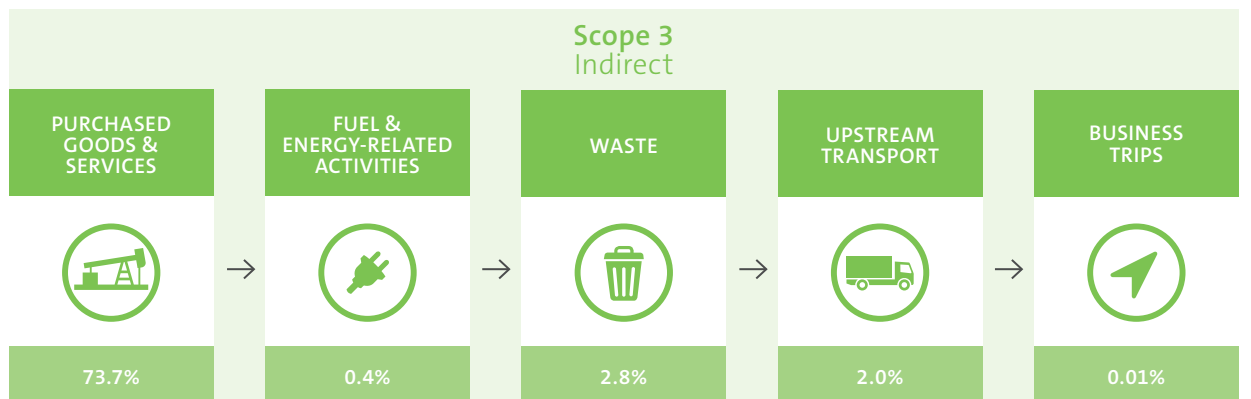 Scope 3
Indirect
PURCHASED
GOODS &
SERVICES
FUEL &
ENERGY-RELATED
ACTIVITIES
WASTE
UPSTREAM
TRANSPORT
BUSINESS
TRIPS
73.7%
0.4%
2.8%
2.0%
0.01%